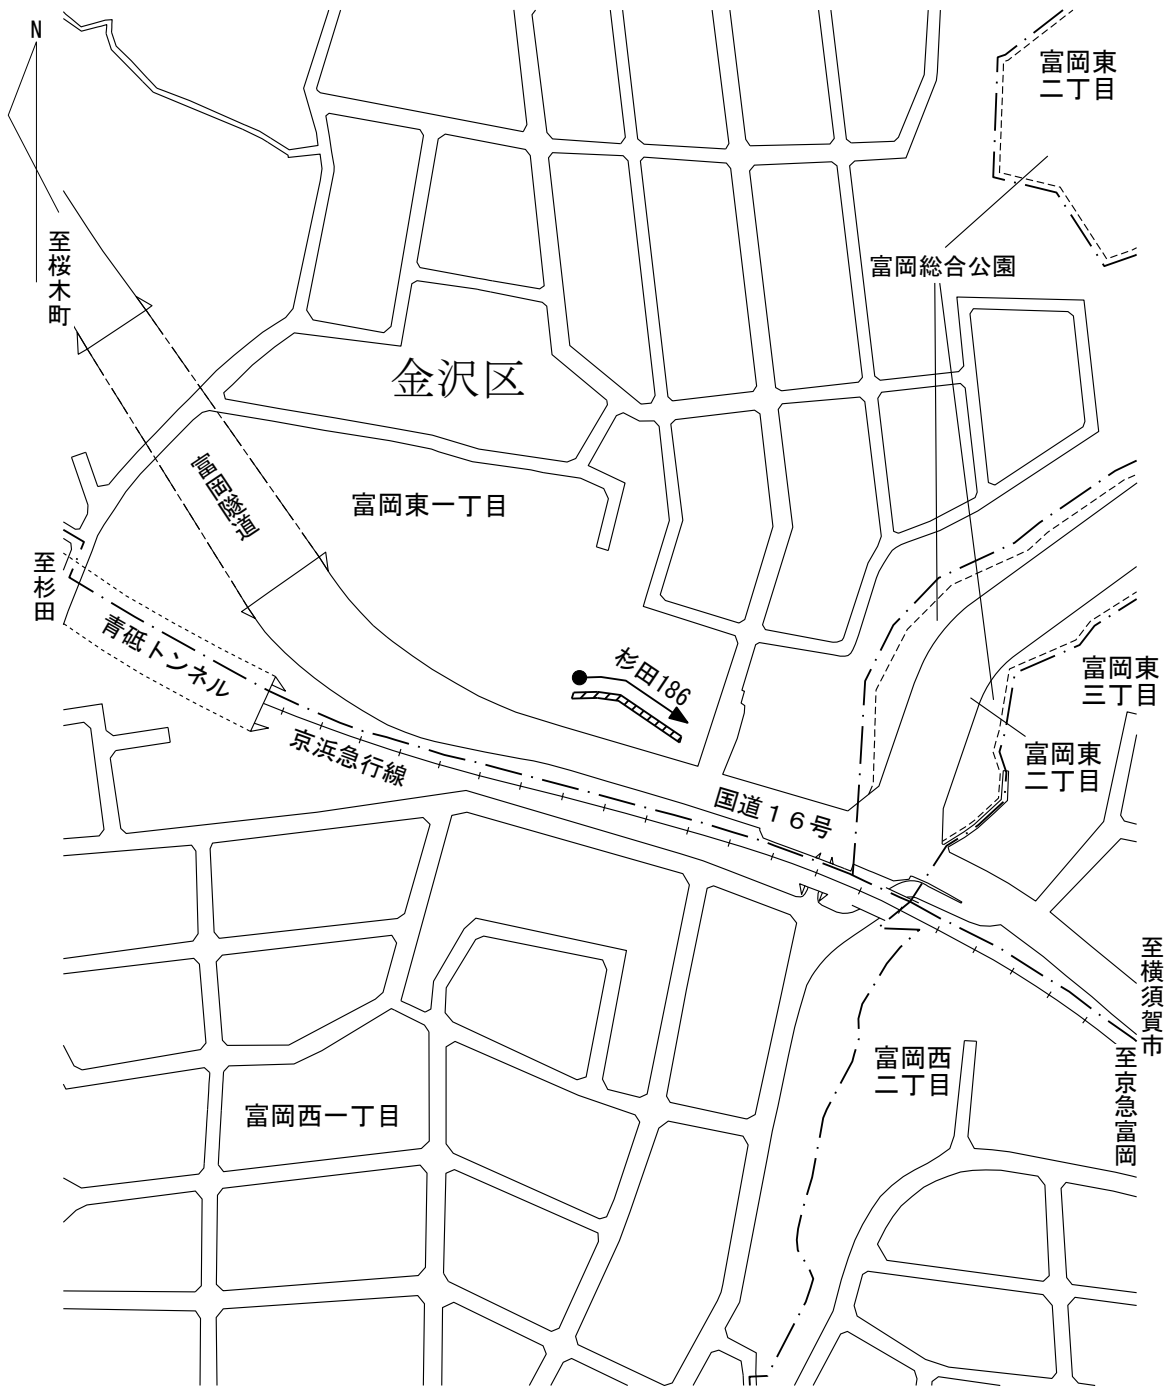 N
富岡東
二丁目
至桜木町
富岡総合公園
金沢区
富岡隧道
富岡東一丁目
至杉田
青砥トンネル
杉田186
富岡東
三丁目
京浜急行線
富岡東
二丁目
国道１６号
至横須賀市
富岡西
二丁目
至京急富岡
富岡西一丁目